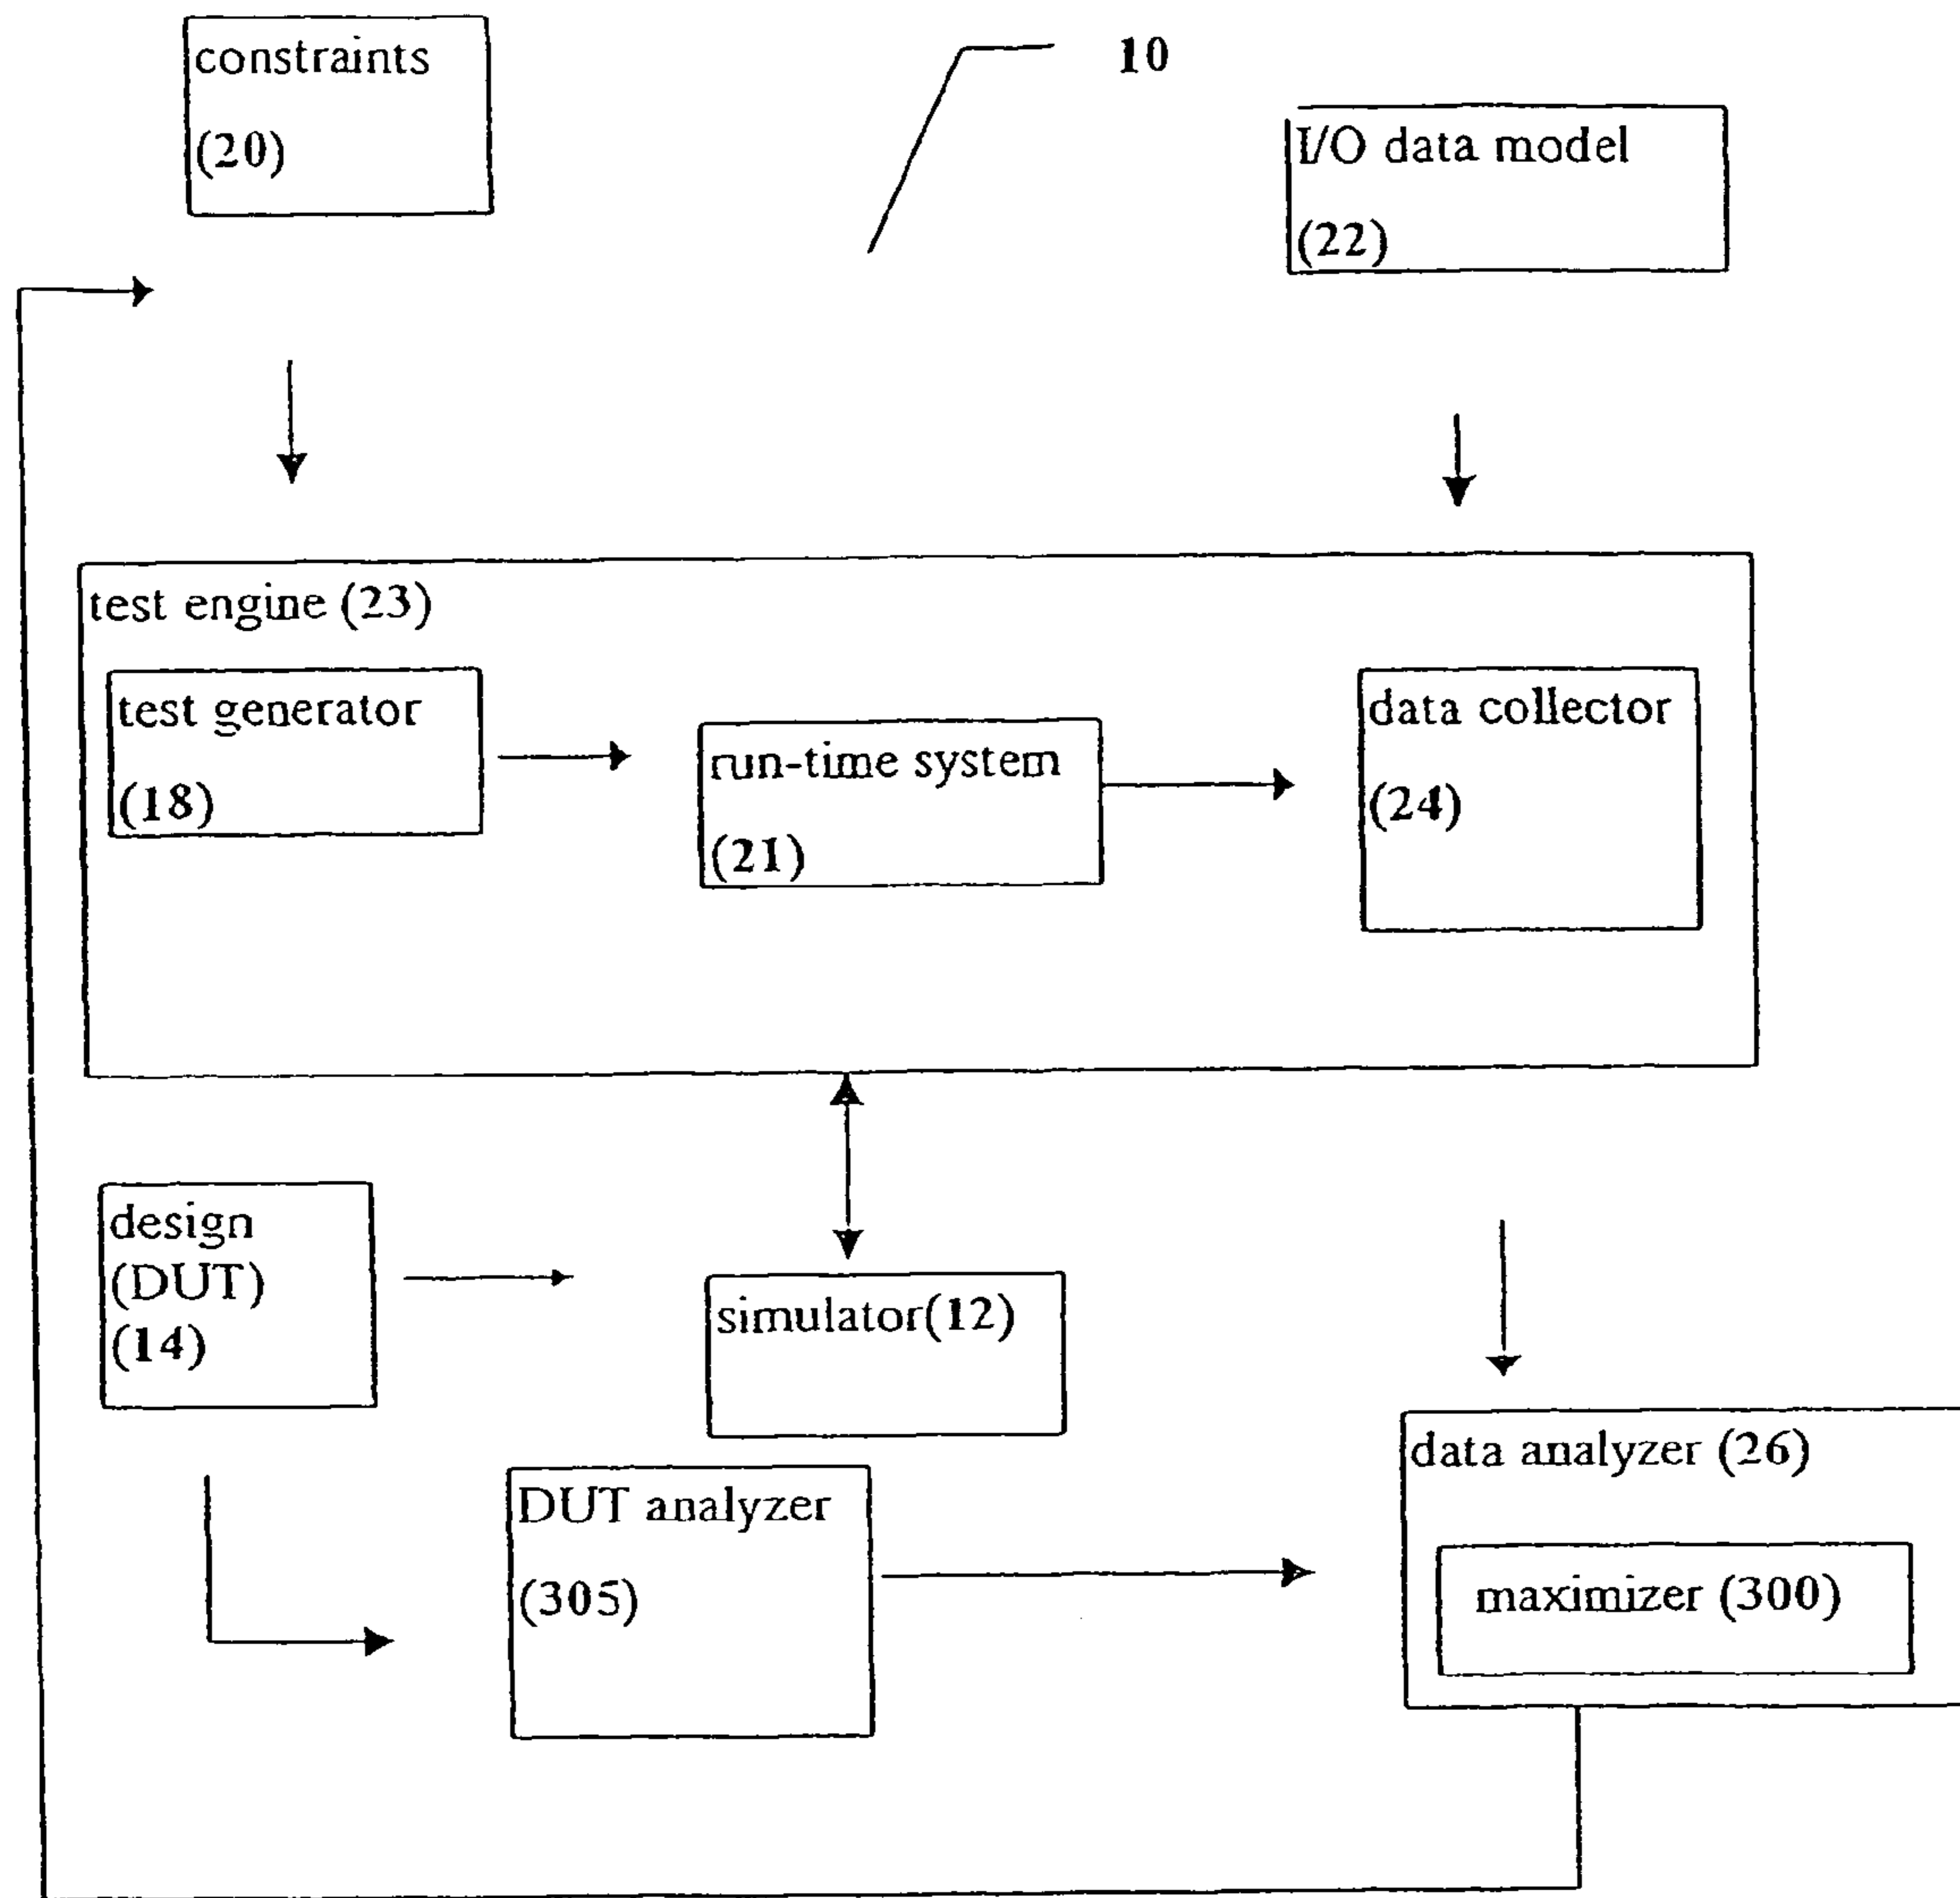 constraints
(20)
10
I/O data model
(22)
test engine (23)
test generator
(18)
run-time system
(21)
data collector
(24)
design
(DUT)
(14)
simulator(12)
DUT analyzer
(305)
data analyzer (26)
maximizer (300)